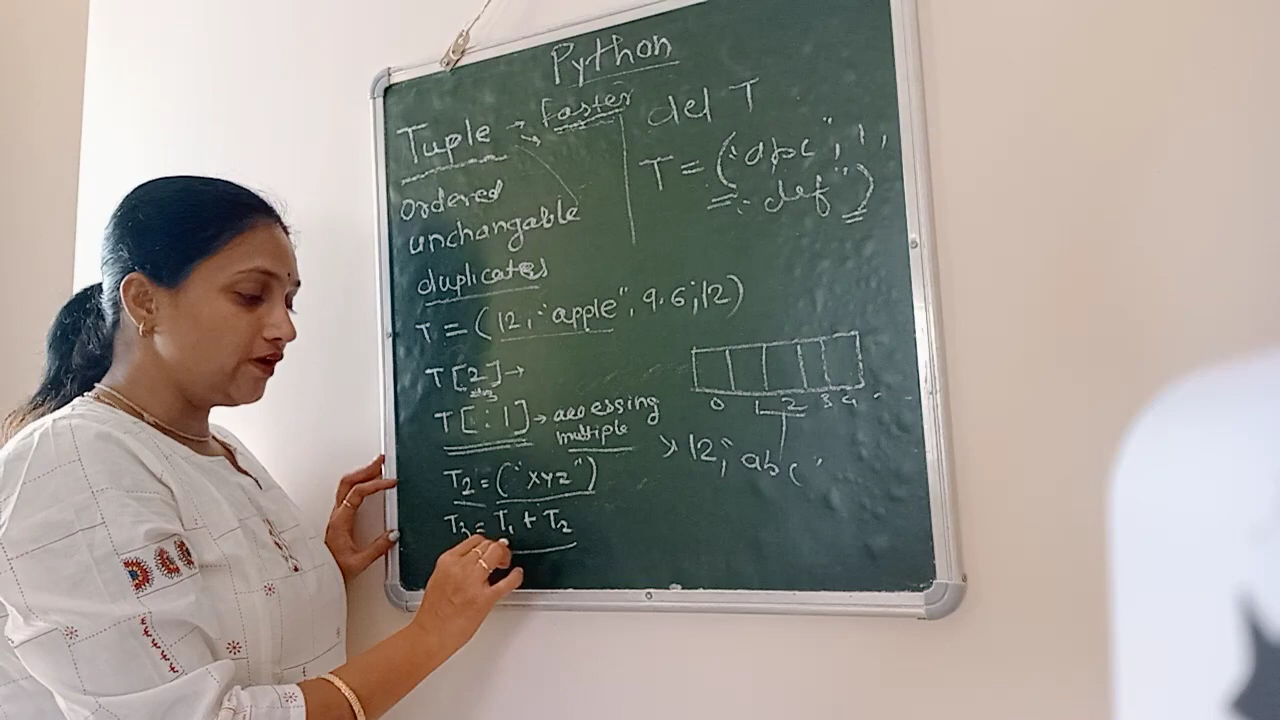 Python
Tuple → faster
ordered
unchangable
duplicates
del T
T = ("abc", 1,
"def")
T = (12, "apple", 9.6, 12)
T[2] →
T[:1] → accessing
multiple
0 1 2 3 4
12, abc
T2 = ("xyz")
T3 = T1 + T2